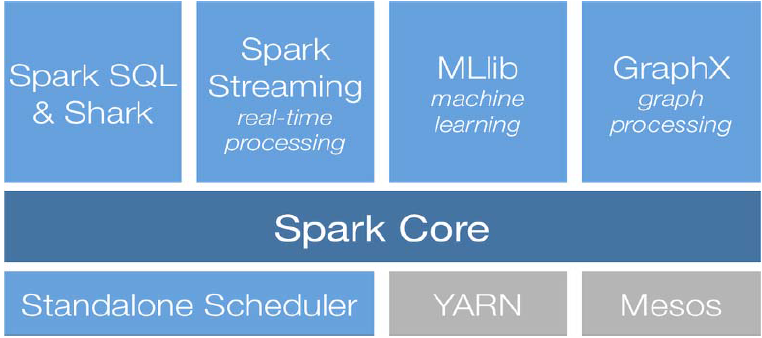 Spark SQL
& Shark
Spark
Streaming
real-time
processing
MLlib
machine
learning
GraphX
graph
processing
Spark Core
Standalone Scheduler
YARN
Mesos